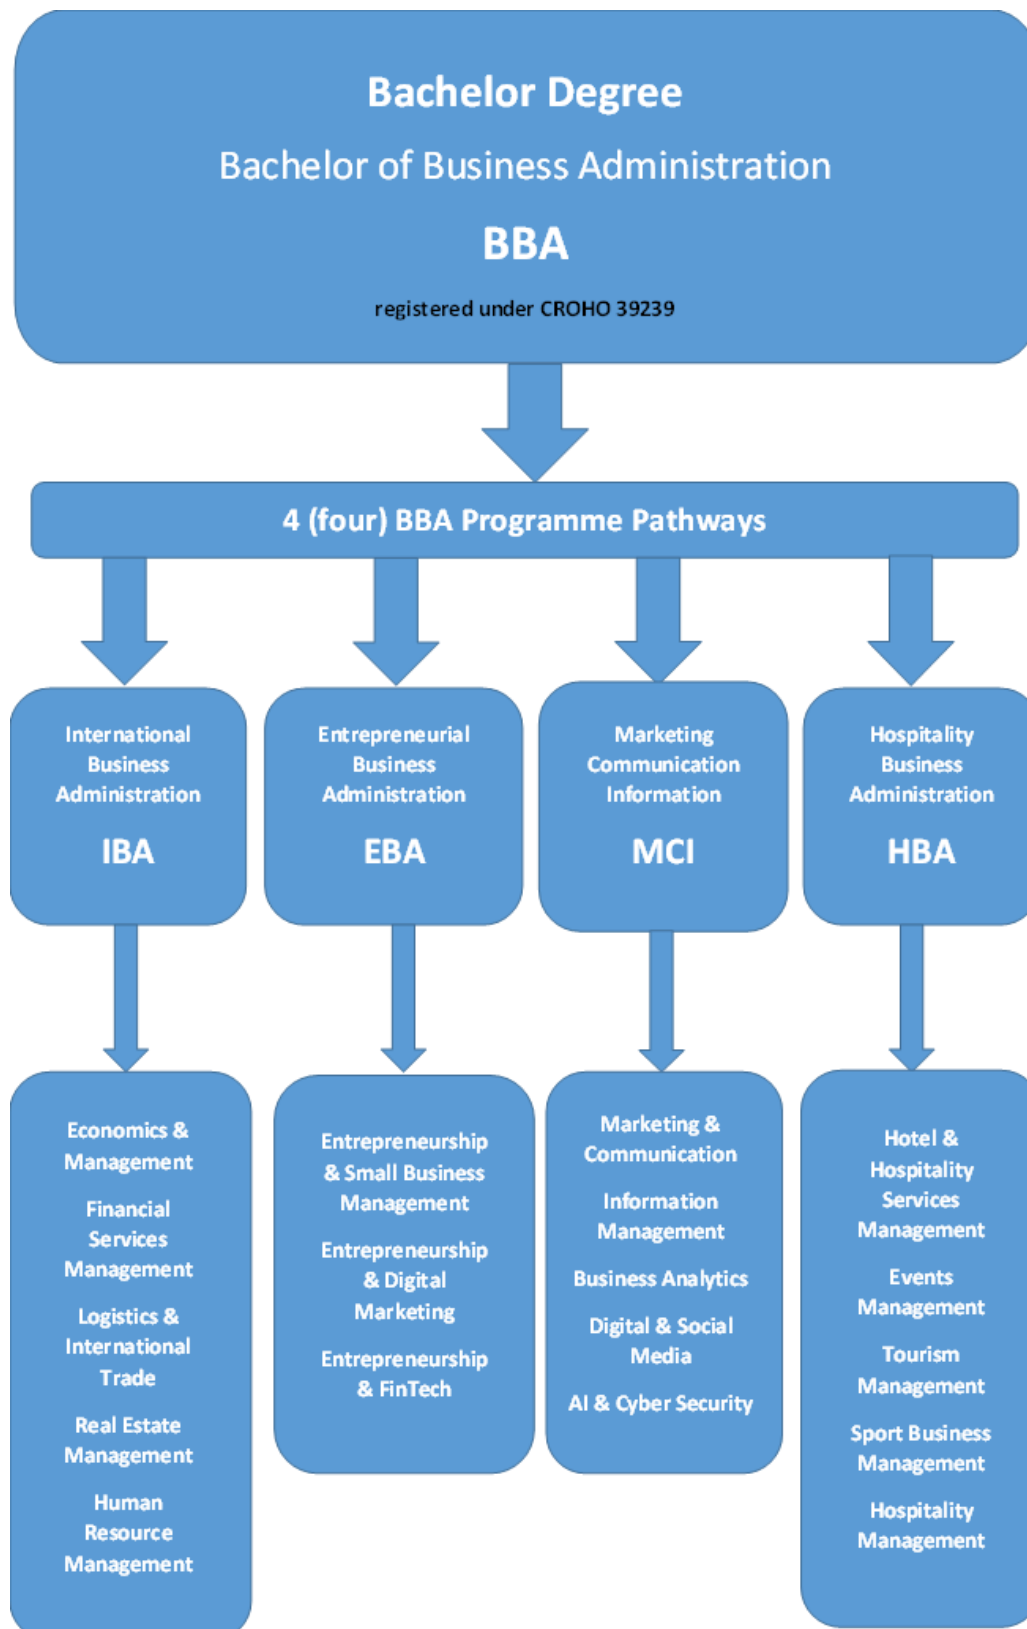 Bachelor Degree
Bachelor of Business Administration
BBA
registered under CROHO 39239
4 (four) BBA Programme Pathways
International
Business
Administration
IBA
Entrepreneurial
Business
Administration
EBA
Marketing
Communication
Information
MCI
Hospitality
Business
Administration
HBA
Economics &
Management
Financial
Services
Management
Logistics &
International
Trade
Real Estate
Management
Human
Resource
Management
Entrepreneurship
& Small Business
Management
Entrepreneurship
& Digital
Marketing
Entrepreneurship
& FinTech
Marketing &
Communication
Information
Management
Business Analytics
Digital & Social
Media
AI & Cyber Security
Hotel &
Hospitality
Services
Management
Events
Management
Tourism
Management
Sport Business
Management
Hospitality
Management